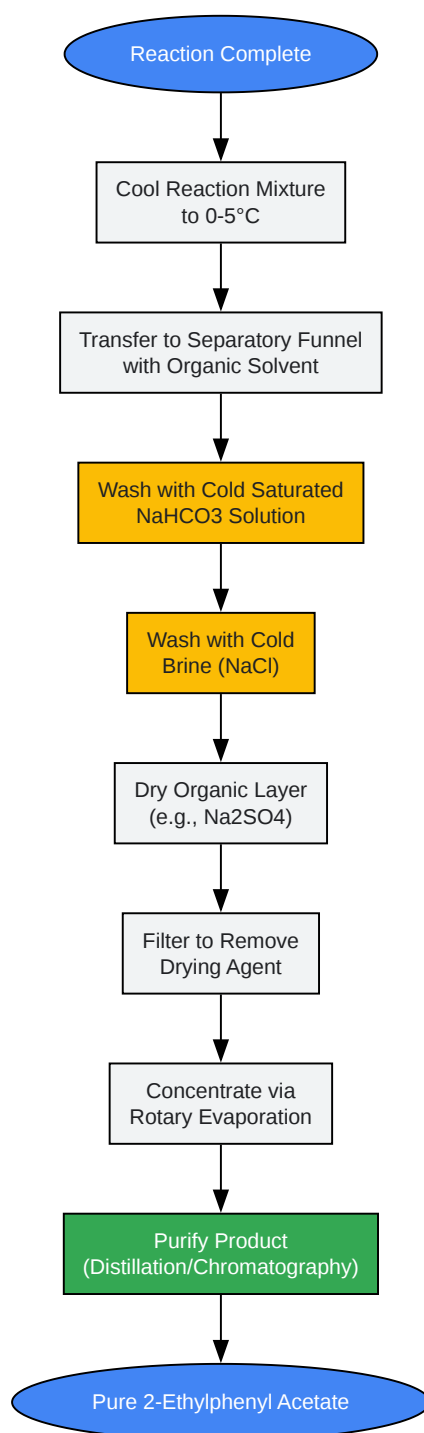 Reaction Complete
Cool Reaction Mixture
to 0-5°C
Transfer to Separatory Funnel
with Organic Solvent
Wash with Cold Saturated
NaHCO3 Solution
Wash with Cold
Brine (NaCl)
Dry Organic Layer
(e.g., Na2SO4)
Filter to Remove
Drying Agent
Concentrate via
Rotary Evaporation
Purify Product
(Distillation/Chromatography)
Pure 2-Ethylphenyl Acetate